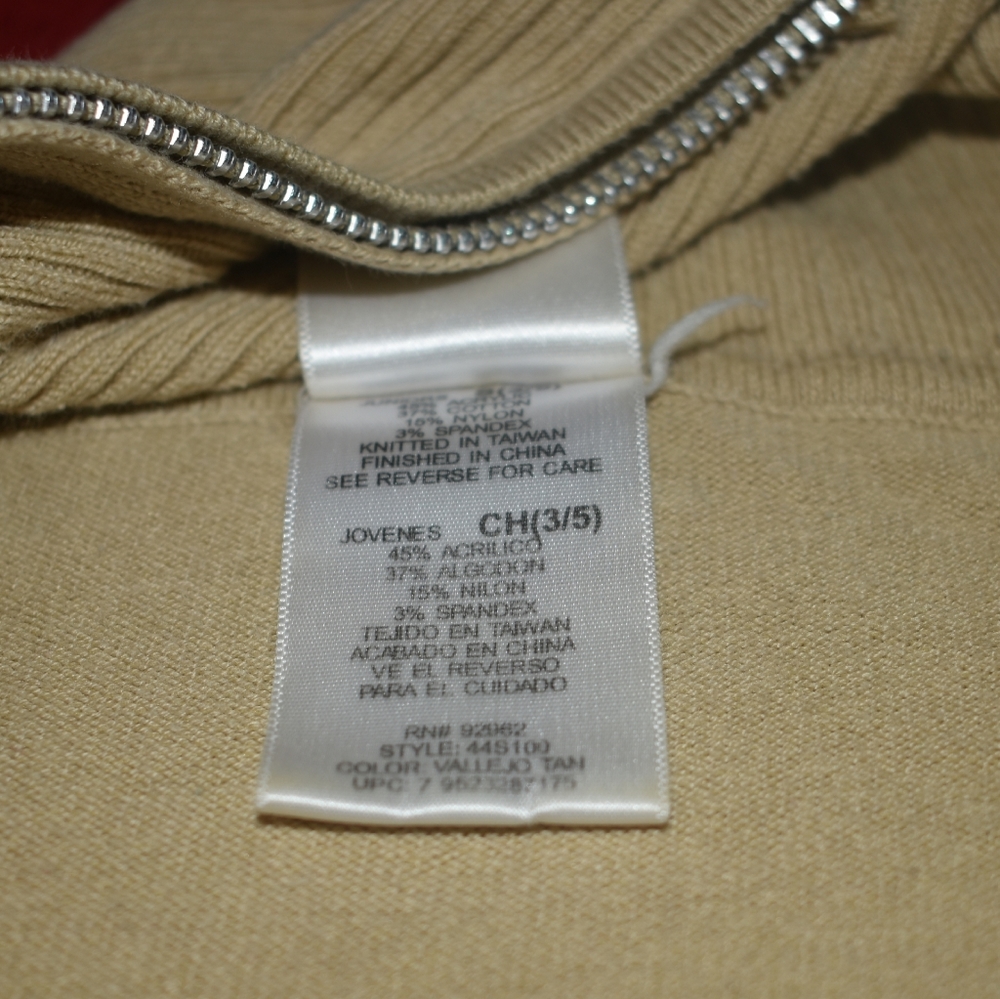 37% COTTON
15% NYLON
3% SPANDEX
KNITTED IN TAIWAN
FINISHED IN CHINA
SEE REVERSE FOR CARE
JOVENES CH(3/5)
45% ACRILICO
37% ALGODON
15% NILON
3% SPANDEX
TEJIDO EN TAIWAN
ACABADO EN CHINA
VE EL REVERSO
PARA EL CUIDADO
RN# 92962
STYLE: 44S100
COLOR: VALLEJO TAN
UPC: 7